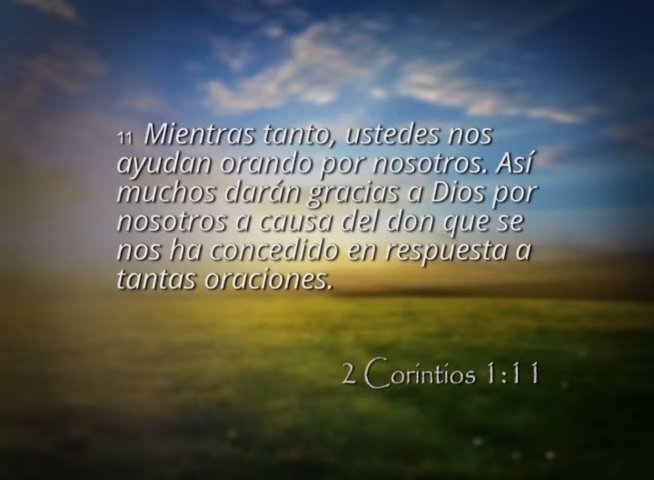 11 Mientras tanto, ustedes nos
ayudan orando por nosotros. Así
muchos darán gracias a Dios por
nosotros a causa del don que se
nos ha concedido en respuesta a
tantas oraciones.
2 Corintios 1:11